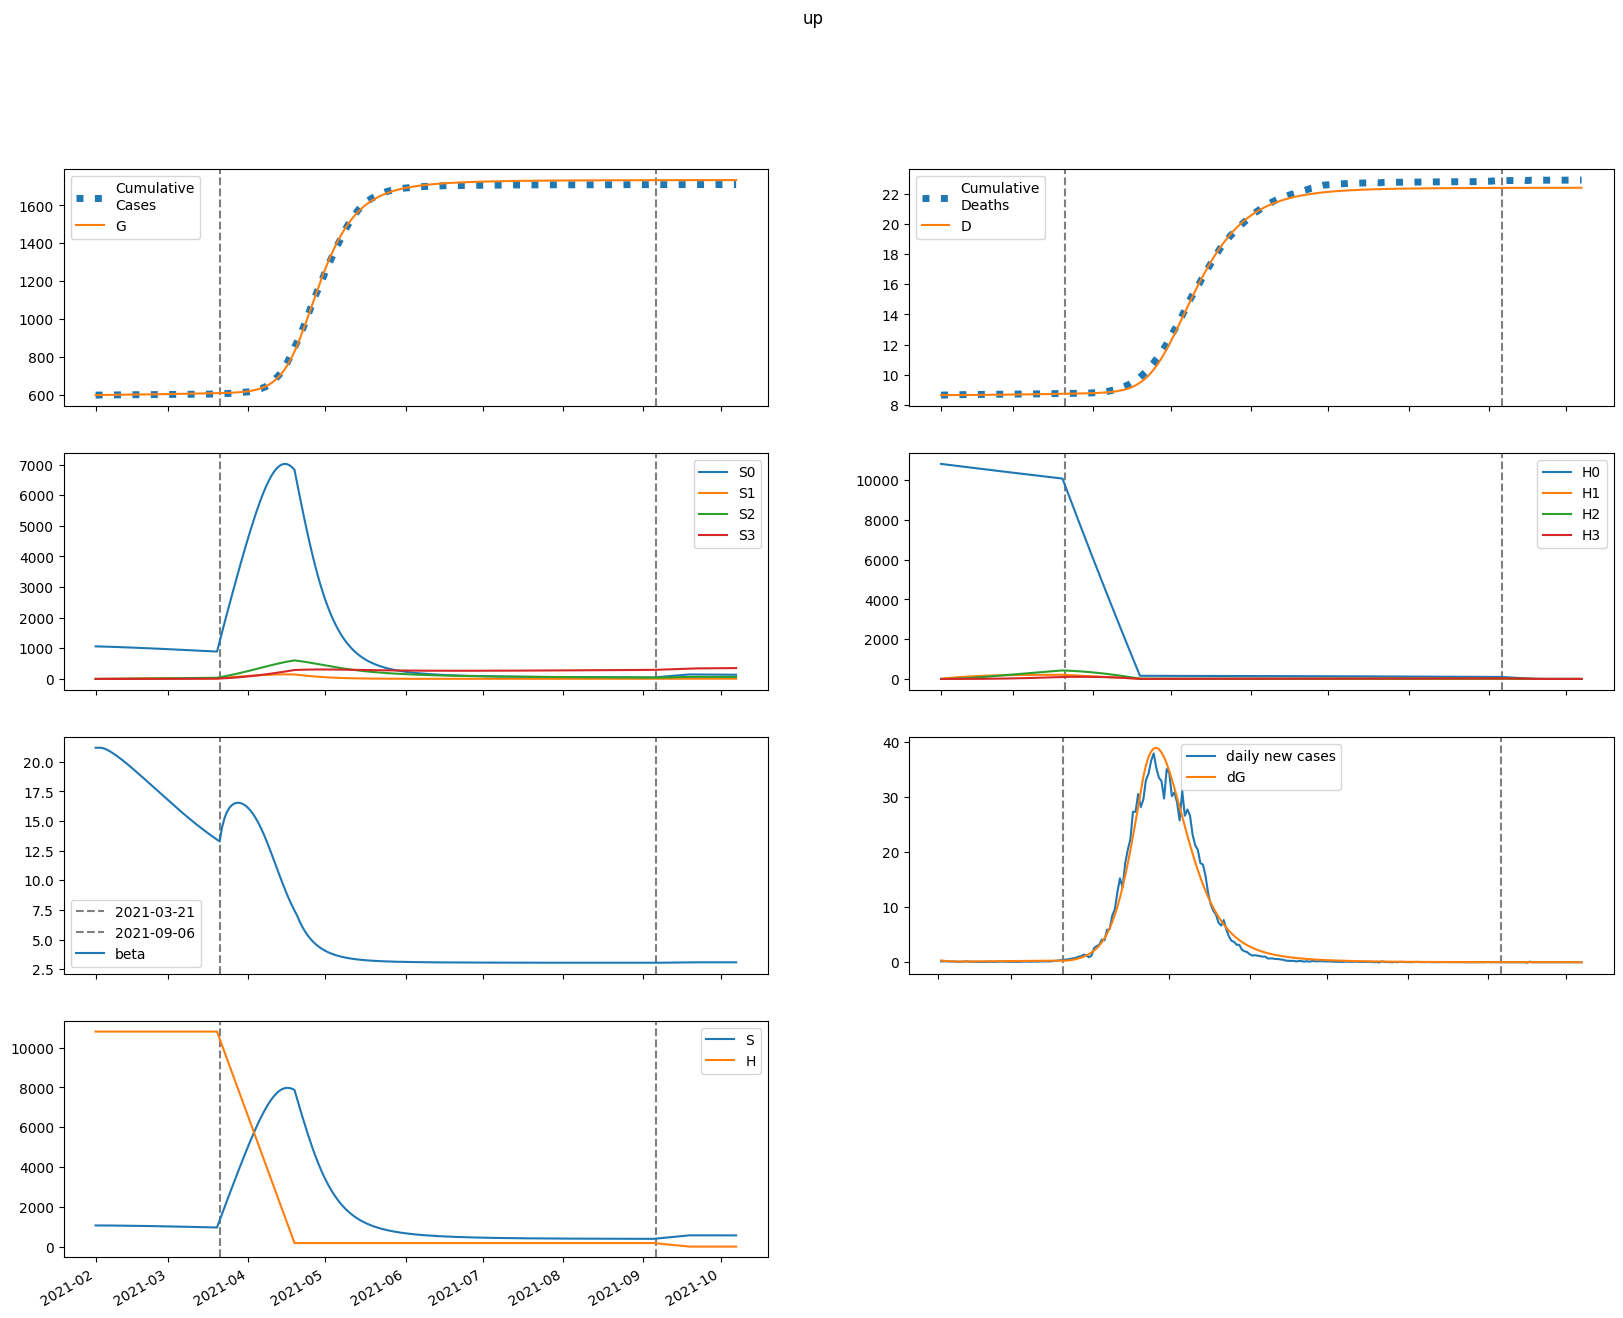 up
1600
1400
1200
1000
800
600
Cumulative
Cases
G
22
20
18
16
14
12
10
8
Cumulative
Deaths
D
7000
6000
5000
4000
3000
2000
1000
0
S0
S1
S2
S3
10000
8000
6000
4000
2000
0
H0
H1
H2
H3
20.0
17.5
15.0
12.5
10.0
7.5
5.0
2.5
2021-03-21
2021-09-06
beta
40
30
20
10
0
daily new cases
dG
10000
8000
6000
4000
2000
0
S
H
2021-02
2021-03
2021-04
2021-05
2021-06
2021-07
2021-08
2021-09
2021-10